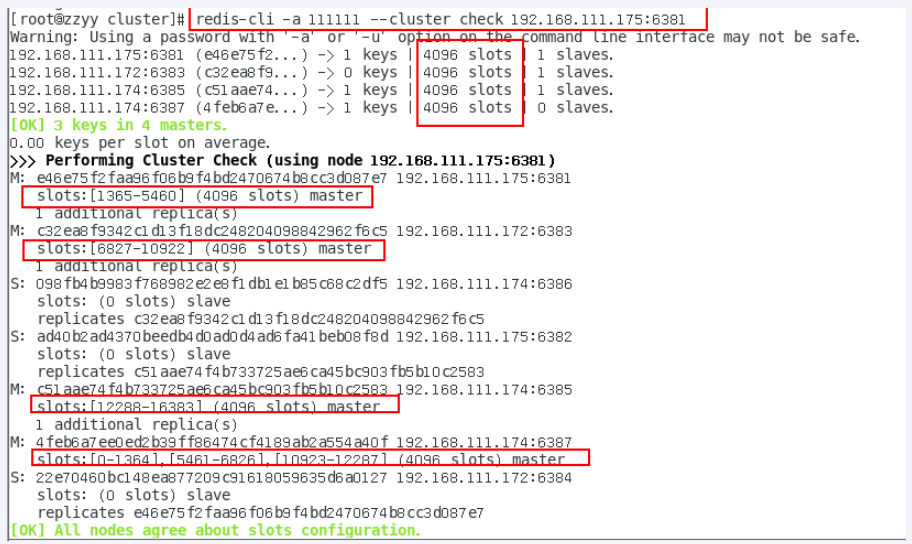 [root@zzyy cluster]# redis-cli -a 111111 --cluster check 192.168.111.175:6381
Warning: Using a password with '-a' or '-u' option on the command line interface may not be safe.
192.168.111.175:6381 (e46e75f2...) -> 1 keys | 4096 slots | 1 slaves.
192.168.111.172:6383 (c32ea8f9...) -> 0 keys | 4096 slots | 1 slaves.
192.168.111.174:6385 (c51aae74...) -> 1 keys | 4096 slots | 1 slaves.
192.168.111.174:6387 (4feb6a7e...) -> 1 keys | 4096 slots | 0 slaves.
[OK] 3 keys in 4 masters.
0.00 keys per slot on average.
>>> Performing Cluster Check (using node 192.168.111.175:6381)
M: e46e75f2faa96f06b9f4bd2470674b8cc3d087e7 192.168.111.175:6381
   slots:[1365-5460] (4096 slots) master
   1 additional replica(s)
M: c32ea8f9342c1d13f18dc248204098842962f6c5 192.168.111.172:6383
   slots:[6827-10922] (4096 slots) master
   1 additional replica(s)
S: 098fb4b9983f768982e2e8f1db1e1b85c68c2df5 192.168.111.174:6386
   slots: (0 slots) slave
   replicates c32ea8f9342c1d13f18dc248204098842962f6c5
S: ad40b2ad4370beedb4d0ad0d4ad6fa41beb08f8d 192.168.111.175:6382
   slots: (0 slots) slave
   replicates c51aae74f4b733725ae6ca45bc903fb5b10c2583
M: c51aae74f4b733725ae6ca45bc903fb5b10c2583 192.168.111.174:6385
   slots:[12288-16383] (4096 slots) master
   1 additional replica(s)
M: 4feb6a7ee0ed2b39ff86474cf4189ab2a554a40f 192.168.111.174:6387
   slots:[0-1364],[5461-6826],[10923-12287] (4096 slots) master
S: 22e70460bc148ea877209c91618059635d6a0127 192.168.111.172:6384
   slots: (0 slots) slave
   replicates e46e75f2faa96f06b9f4bd2470674b8cc3d087e7
[OK] All nodes agree about slots configuration.